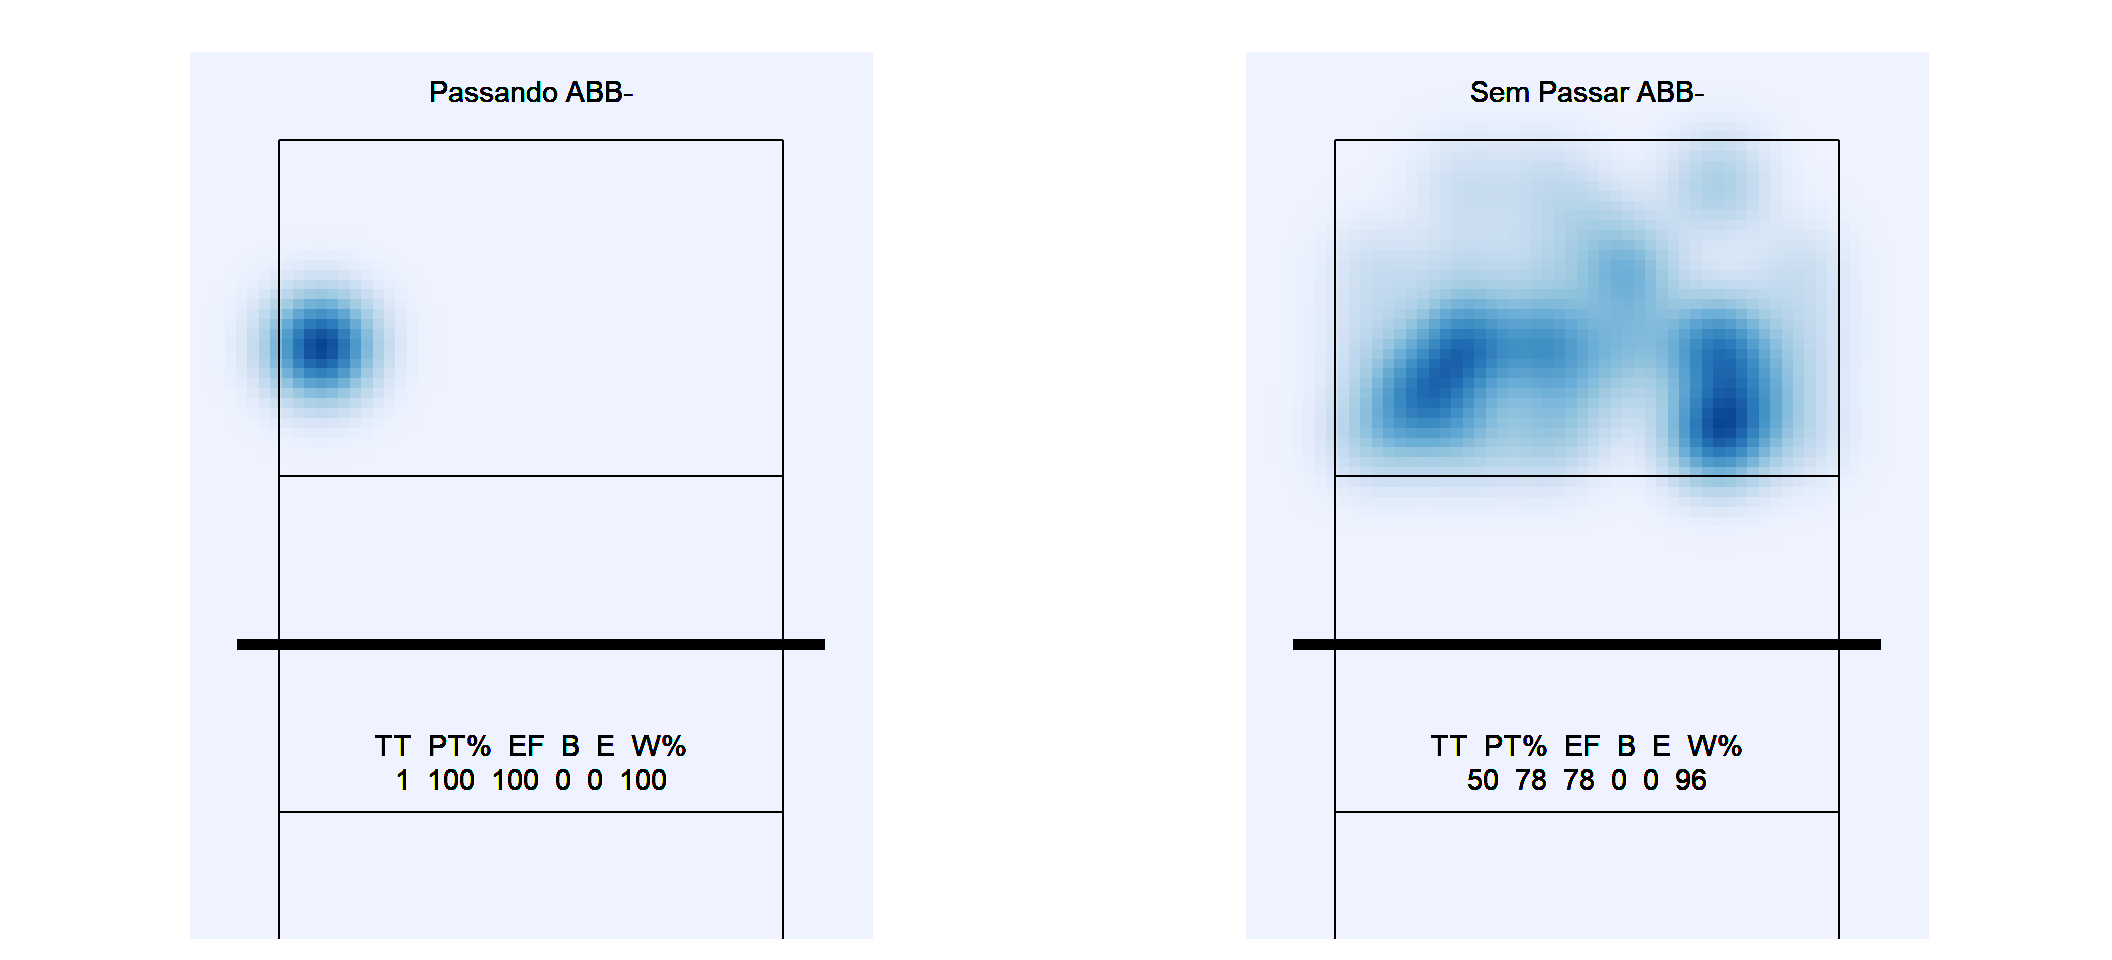 Passando ABB-
TT PT% EF B E W%
1 100 100 0 0 100
Sem Passar ABB-
TT PT% EF B E W%
50 78 78 0 0 96